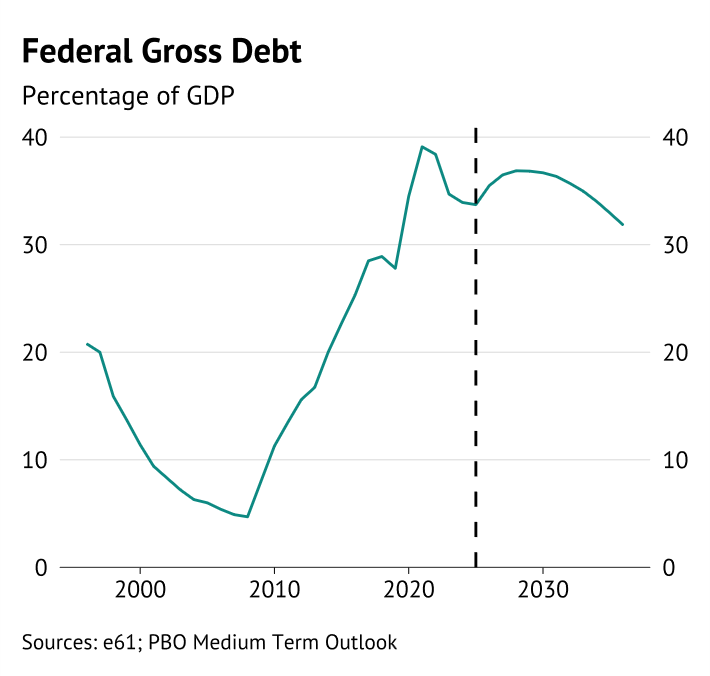 Federal Gross Debt
Percentage of GDP
40 40
30 30
20 20
10 10
0 0
2000 2010 2020 2030
Sources: e61; PBO Medium Term Outlook